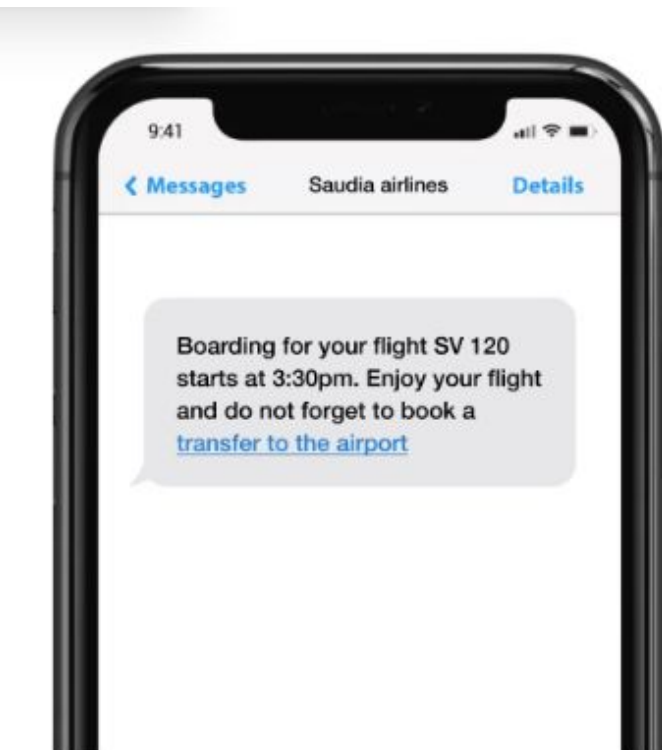 9:41
Messages
Saudia airlines
Details
Boarding for your flight SV 120
starts at 3:30pm. Enjoy your flight
and do not forget to book a
transfer to the airport